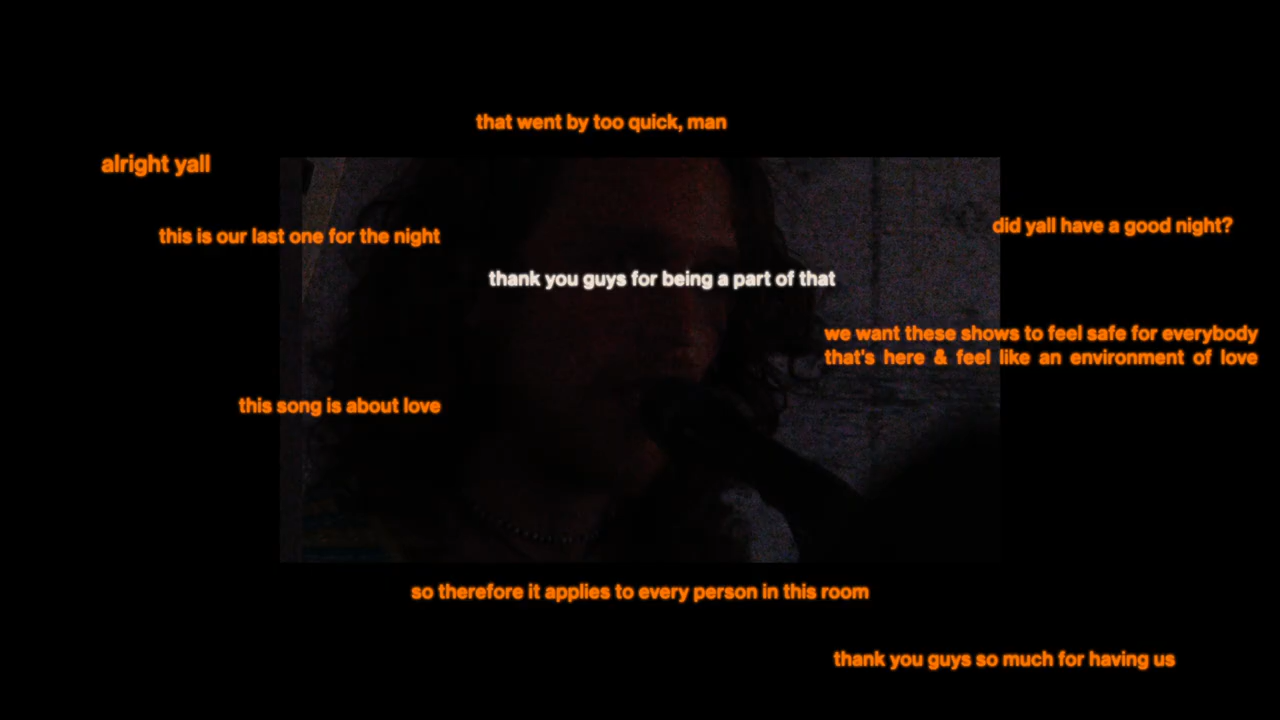 that went by too quick, man
alright yall
did yall have a good night?
this is our last one for the night
thank you guys for being a part of that
we want these shows to feel safe for everybody
that's here & feel like an environment of love
this song is about love
so therefore it applies to every person in this room
thank you guys so much for having us